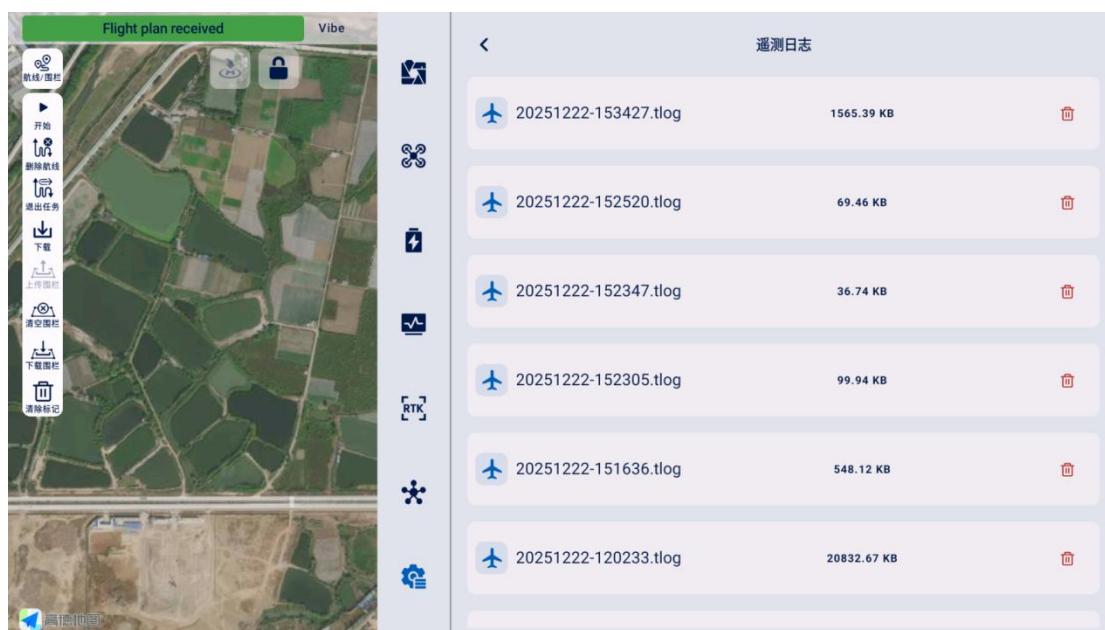 Flight plan received
Vibe
航线/围栏
开始
删除航线
退出任务
下载
上传围栏
清空围栏
下载围栏
清除标记
高德地图
RTK
遥测日志
20251222-153427.tlog
1565.39 KB
20251222-152520.tlog
69.46 KB
20251222-152347.tlog
36.74 KB
20251222-152305.tlog
99.94 KB
20251222-151636.tlog
548.12 KB
20251222-120233.tlog
20832.67 KB